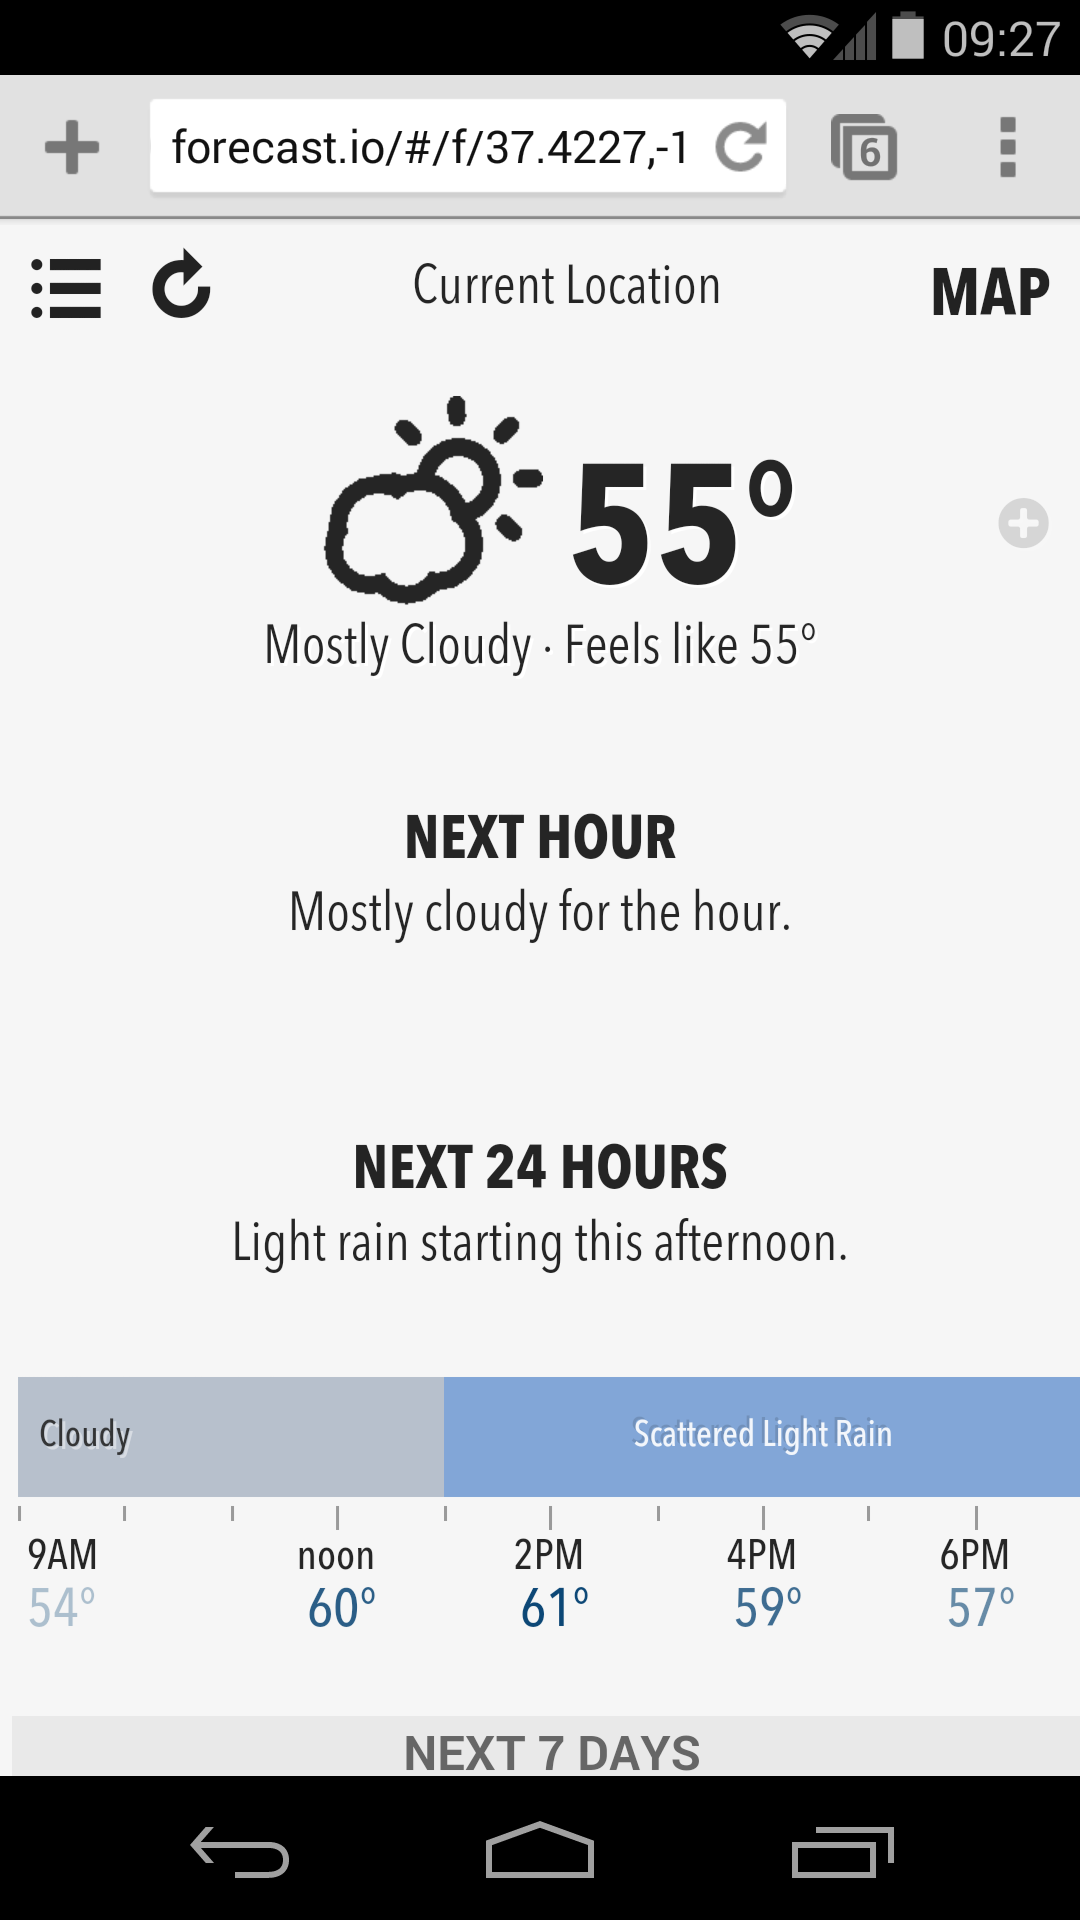 09:27
forecast.io/#/f/37.4227,-1
6
Current Location
MAP
55°
Mostly Cloudy · Feels like 55°
NEXT HOUR
Mostly cloudy for the hour.
NEXT 24 HOURS
Light rain starting this afternoon.
Cloudy Scattered Light Rain
9AM noon 2PM 4PM 6PM
54° 60° 61° 59° 57°
NEXT 7 DAYS